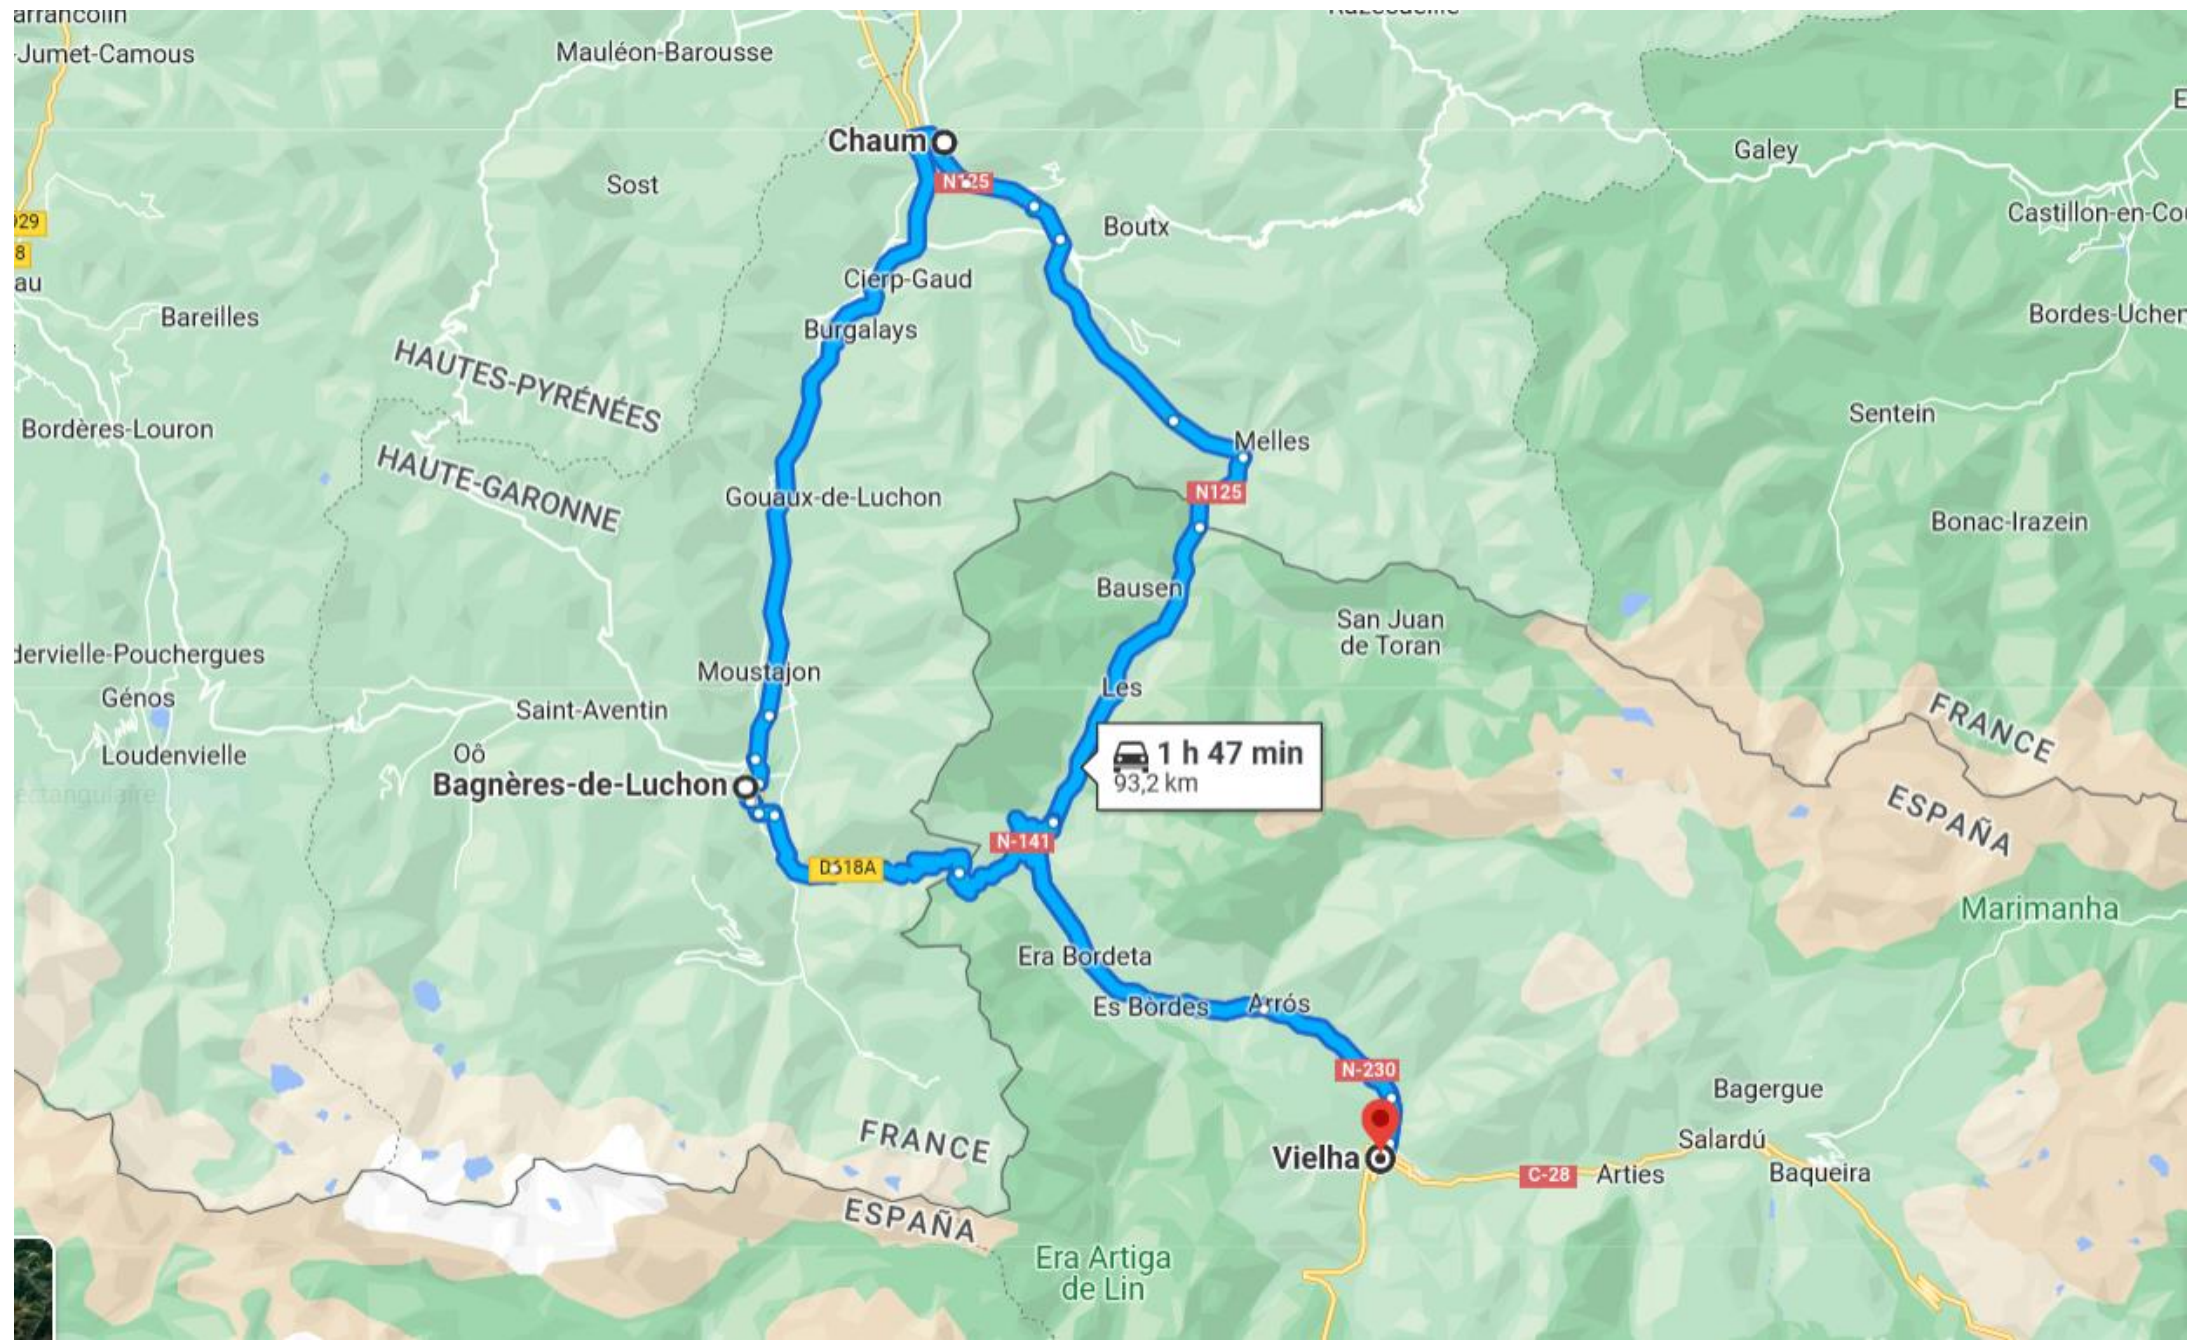 -Jumet-Camous
Mauléon-Barousse
Chaum
N125
Galey
Sost
Castillon-en-Cou
Boutx
929
8
au
Cierp-Gaud
Bareilles
Burgalays
Bordes-Ucher
HAUTES-PYRÉNÉES
HAUTE-GARONNE
Bordères-Louron
Sentein
Melles
N125
Gouaux-de-Luchon
Bonac-Irazein
Bausen
San Juan
de Toran
dervielle-Pouchergues
Moustajon
Les
Génos
Saint-Aventin
FRANCE
ESPAÑA
Loudenvielle
Oô
1 h 47 min
93,2 km
Bagnères-de-Luchon
N-141
D618A
Marimanha
Era Bordeta
Es Bòrdes
Arrós
N-230
Bagergue
FRANCE
ESPAÑA
Salardú
Vielha
C-28
Arties
Baqueira
Era Artiga
de Lin